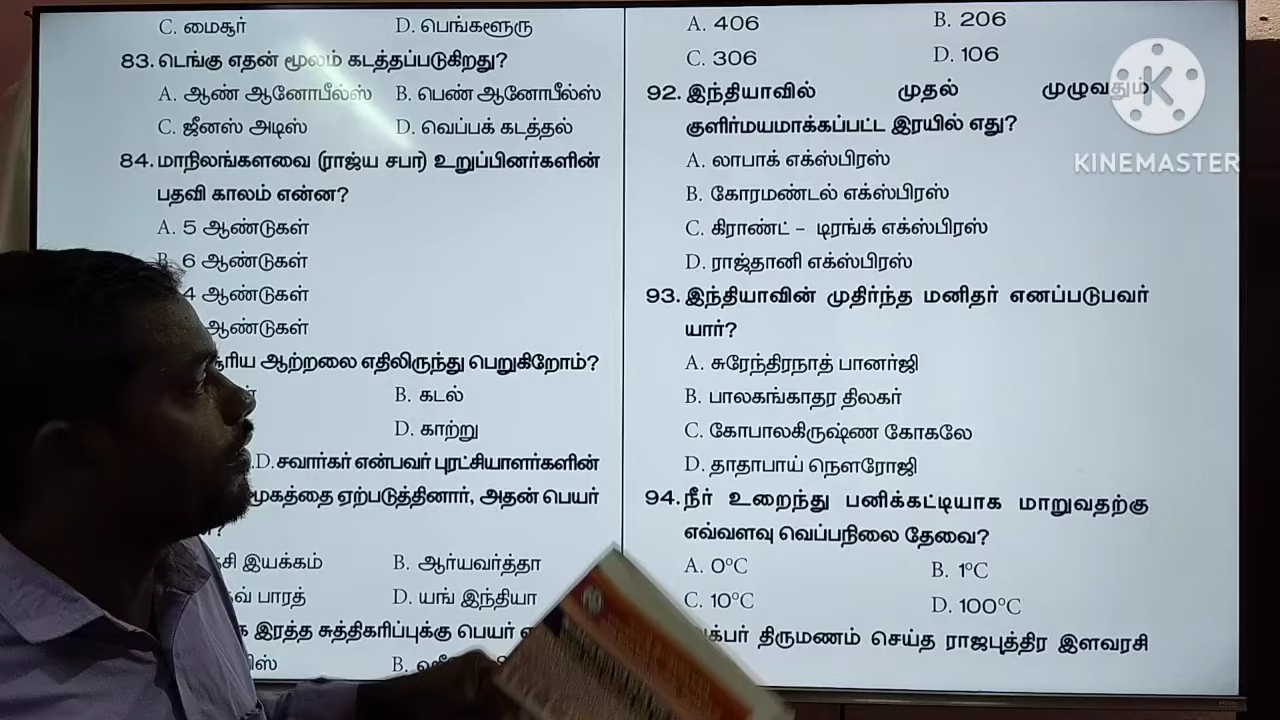 C. மைசூர் D. பெங்களூரு
83. டெங்கு எதன் மூலம் கடத்தப்படுகிறது?
A. ஆண் ஆனோபீல்ஸ் B. பெண் ஆனோபீல்ஸ்
C. ஜீனஸ் அடிஸ் D. வெப்பக் கடத்தல்
84. மாநிலங்களவை (ராஜ்ய சபா) உறுப்பினர்களின்
பதவி காலம் என்ன?
A. 5 ஆண்டுகள்
B. 6 ஆண்டுகள்
4 ஆண்டுகள்
ஆண்டுகள்
ஆற்றலை எதிலிருந்து பெறுகிறோம்?
B. கடல்
D. காற்று
.D. சவார்கர் என்பவர் புரட்சியாளர்களின்
ஏற்படுத்தினார், அதன் பெயர்
இயக்கம் B. ஆர்யவர்த்தா
பாரத் D. யங் இந்தியா
இரத்த சுத்திகரிப்புக்கு பெயர்
B.
A. 406 B. 206
C. 306 D. 106
92. இந்தியாவில் முதல் முழுவதும்
குளிர்மயமாக்கப்பட்ட இரயில் எது?
A. லாபாக் எக்ஸ்பிரஸ்
B. கோரமண்டல் எக்ஸ்பிரஸ்
C. கிராண்ட் – டிரங்க் எக்ஸ்பிரஸ்
D. ராஜ்தானி எக்ஸ்பிரஸ்
93. இந்தியாவின் முதிர்ந்த மனிதர் எனப்படுபவர்
யார்?
A. சுரேந்திரநாத் பானர்ஜி
B. பாலகங்காதர திலகர்
C. கோபாலகிருஷ்ண கோகலே
D. தாதாபாய் நௌரோஜி
94. நீர் உறைந்து பனிக்கட்டியாக மாறுவதற்கு
எவ்வளவு வெப்பநிலை தேவை?
A. 0°C B. 1°C
C. 10°C D. 100°C
திருமணம் செய்த ராஜபுத்திர இளவரசி
KINEMASTER